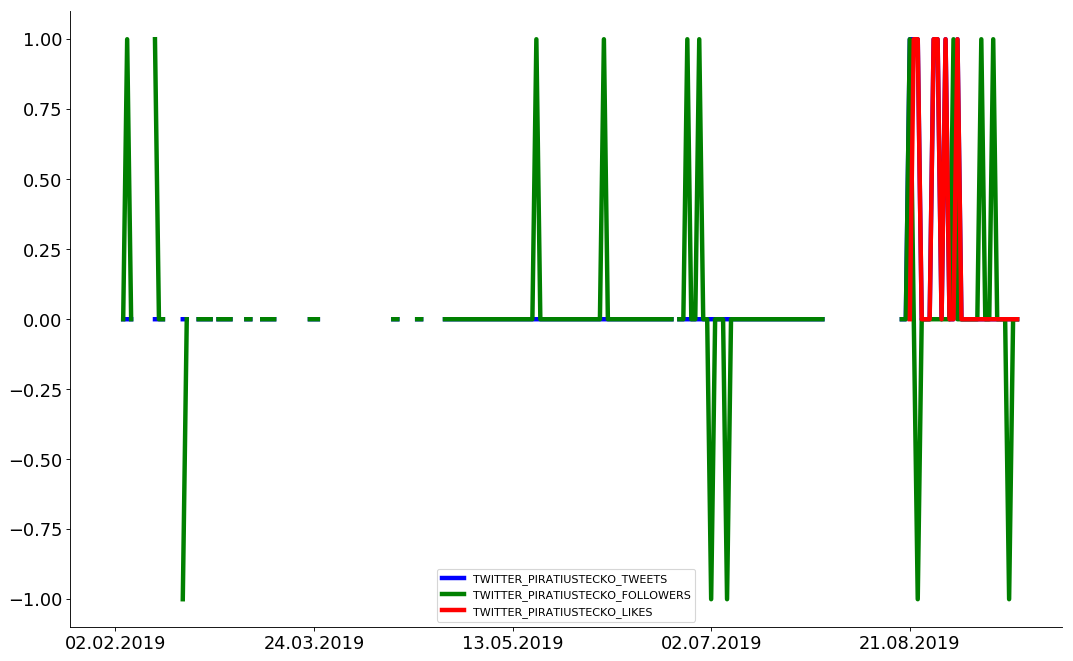 1.00
0.75
0.50
0.25
0.00
−0.25
−0.50
−0.75
−1.00
TWITTER_PIRATIUSTECKO_TWEETS
TWITTER_PIRATIUSTECKO_FOLLOWERS
TWITTER_PIRATIUSTECKO_LIKES
02.02.2019 24.03.2019 13.05.2019 02.07.2019 21.08.2019